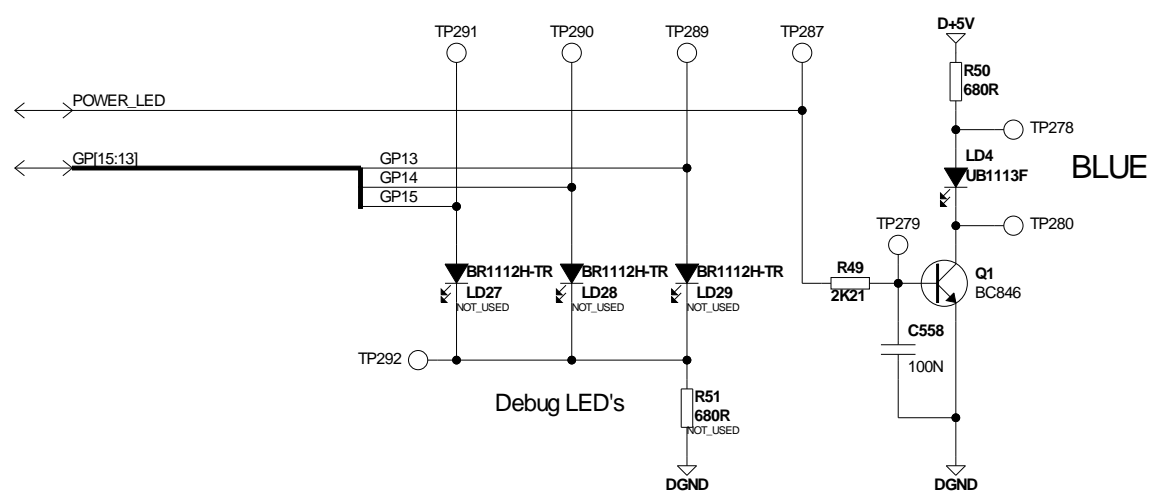 TP291
TP290
TP289
TP287
D+5V
R50
680R
POWER_LED
TP278
GP[15:13]
GP13
GP14
GP15
LD4
UB1113F
BLUE
TP279
TP280
BR1112H-TR
LD27
NOT_USED
BR1112H-TR
LD28
NOT_USED
BR1112H-TR
LD29
NOT_USED
R49
2K21
Q1
BC846
C558
100N
TP292
Debug LED's
R51
680R
NOT_USED
DGND
DGND